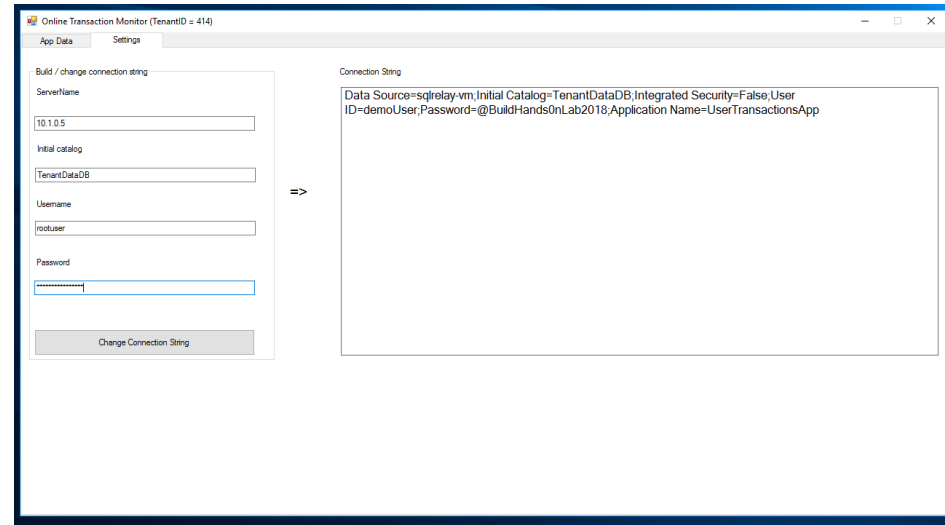 Online Transaction Monitor (TenantID = 414)
App Data Settings
Build / change connection string
ServerName
10.1.0.5
Initial catalog
TenantDataDB
Username
rootuser
Password
****************
Change Connection String
=>
Connection String
Data Source=sqlrelay-vm;Initial Catalog=TenantDataDB;Integrated Security=False;User
ID=demoUser;Password=@BuildHands0nLab2018;Application Name=UserTransactionsApp